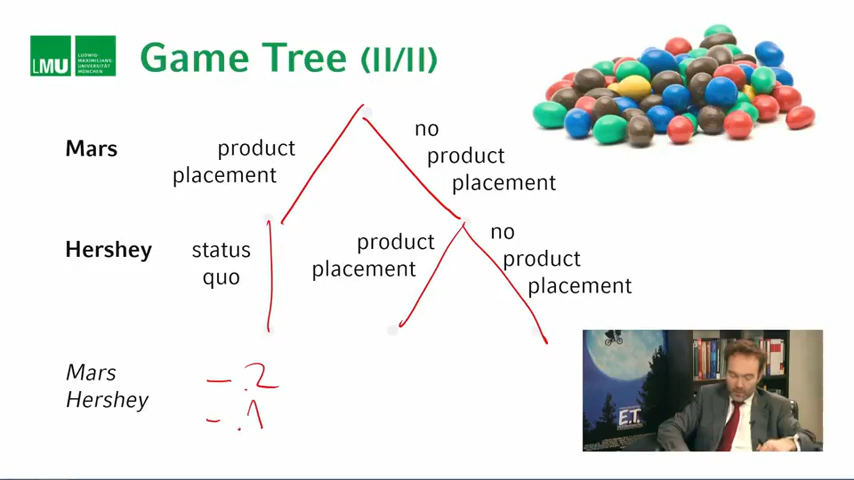 LMU
LUDWIG-
MAXIMILIANS-
UNIVERSITÄT
MÜNCHEN
Game Tree (II/II)
Mars
product
placement
no
product
placement
Hershey
status
quo
product
placement
no
product
placement
Mars
- .2
Hershey
- .1
E.T.